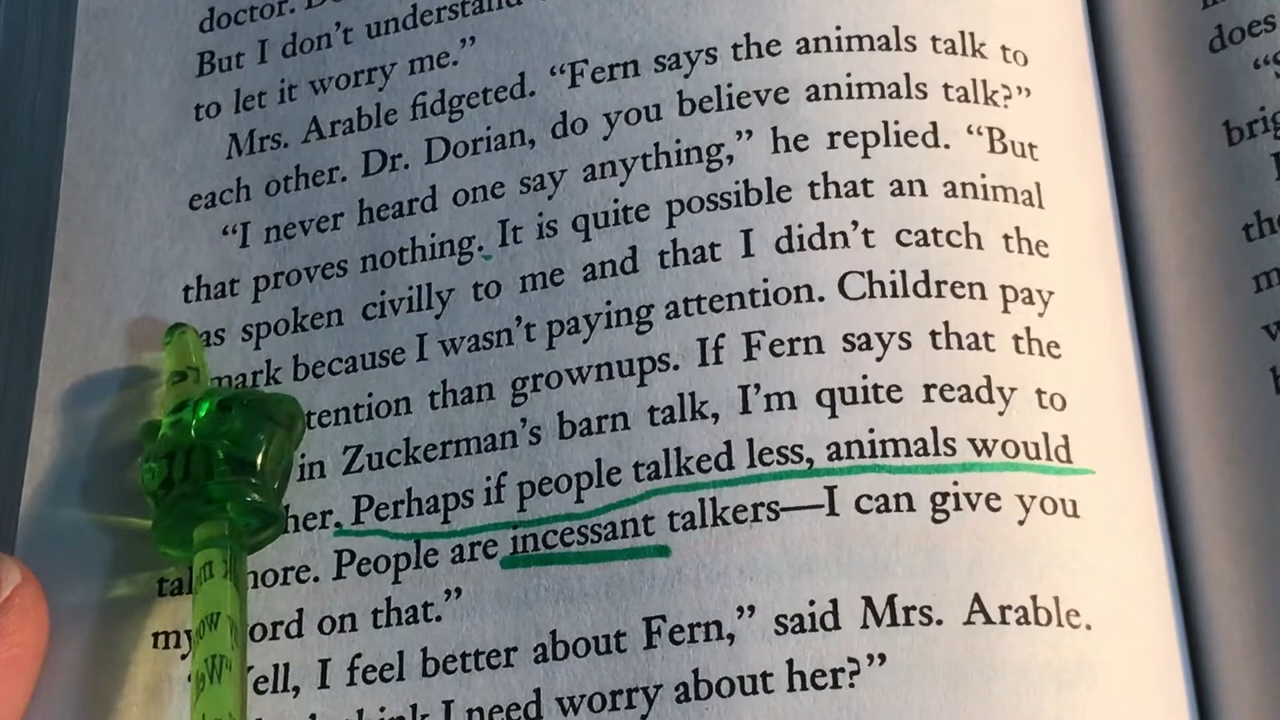 doctor.
But I don't understand
to let it worry me."
Mrs. Arable fidgeted. "Fern says the animals talk to
each other. Dr. Dorian, do you believe animals talk?"
"I never heard one say anything," he replied. "But
that proves nothing. It is quite possible that an animal
as spoken civilly to me and that I didn't catch the
mark because I wasn't paying attention. Children pay
tention than grownups. If Fern says that the
in Zuckerman's barn talk, I'm quite ready to
her. Perhaps if people talked less, animals would
tal ore. People are incessant talkers—I can give you
my ord on that."
ell, I feel better about Fern," said Mrs. Arable.
I need worry about her?"
does
brig